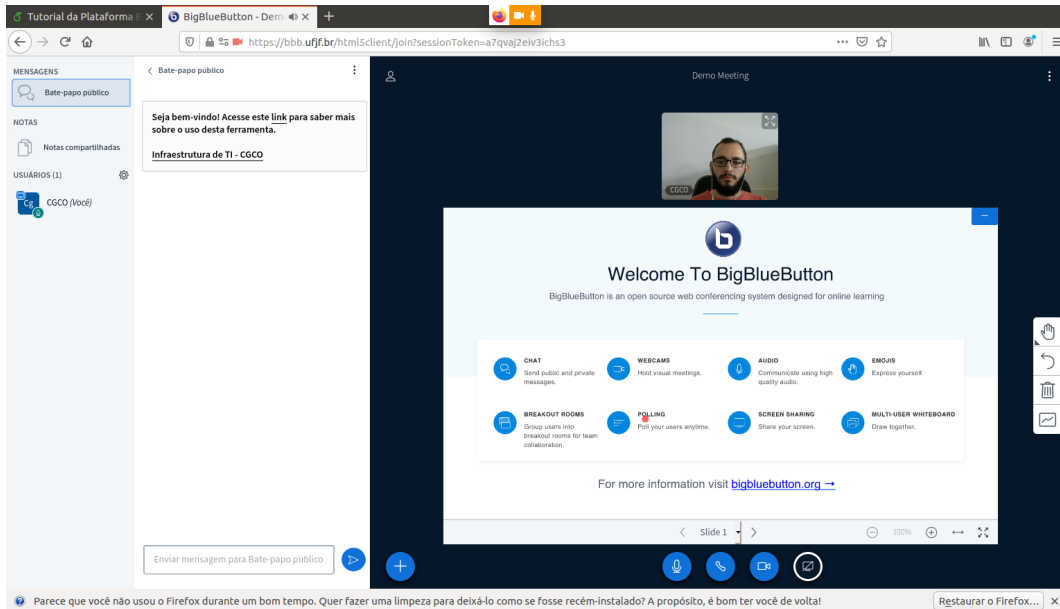 Tutorial da Plataforma B
BigBlueButton - Dem
https://bbb.ufjf.br/html5client/join?sessionToken=a7qvaj2eiv3ichs3
MENSAGENS
Bate-papo público
NOTAS
Notas compartilhadas
USUÁRIOS (1)
Cg
CGCO (Você)
Bate-papo público
Seja bem-vindo! Acesse este link para saber mais
sobre o uso desta ferramenta.
Infraestrutura de TI - CGCO
Enviar mensagem para Bate-papo público
Demo Meeting
CGCO
b
Welcome To BigBlueButton
BigBlueButton is an open source web conferencing system designed for online learning
CHAT
Send public and private
messages.
WEBCAMS
Hold visual meetings.
AUDIO
Communicate using high
quality audio.
EMOJIS
Express yourself.
BREAKOUT ROOMS
Group users into
breakout rooms for team
collaboration.
POLLING
Poll your users anytime.
SCREEN SHARING
Share your screen.
MULTI-USER WHITEBOARD
Draw together.
For more information visit bigbluebutton.org →
Slide 1
100%
Parece que você não usou o Firefox durante um bom tempo. Quer fazer uma limpeza para deixá-lo como se fosse recém-instalado? A propósito, é bom ter você de volta!
Restaurar o Firefox...